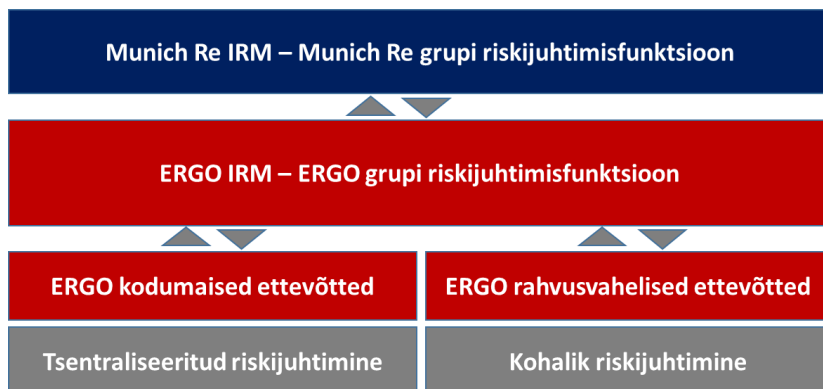 Munich Re IRM – Munich Re grupi riskijuhtimisfunktsioon
ERGO IRM – ERGO grupi riskijuhtimisfunktsioon
ERGO kodumaised ettevõtted
ERGO rahvusvahelised ettevõtted
Tsentraliseeritud riskijuhtimine
Kohalik riskijuhtimine